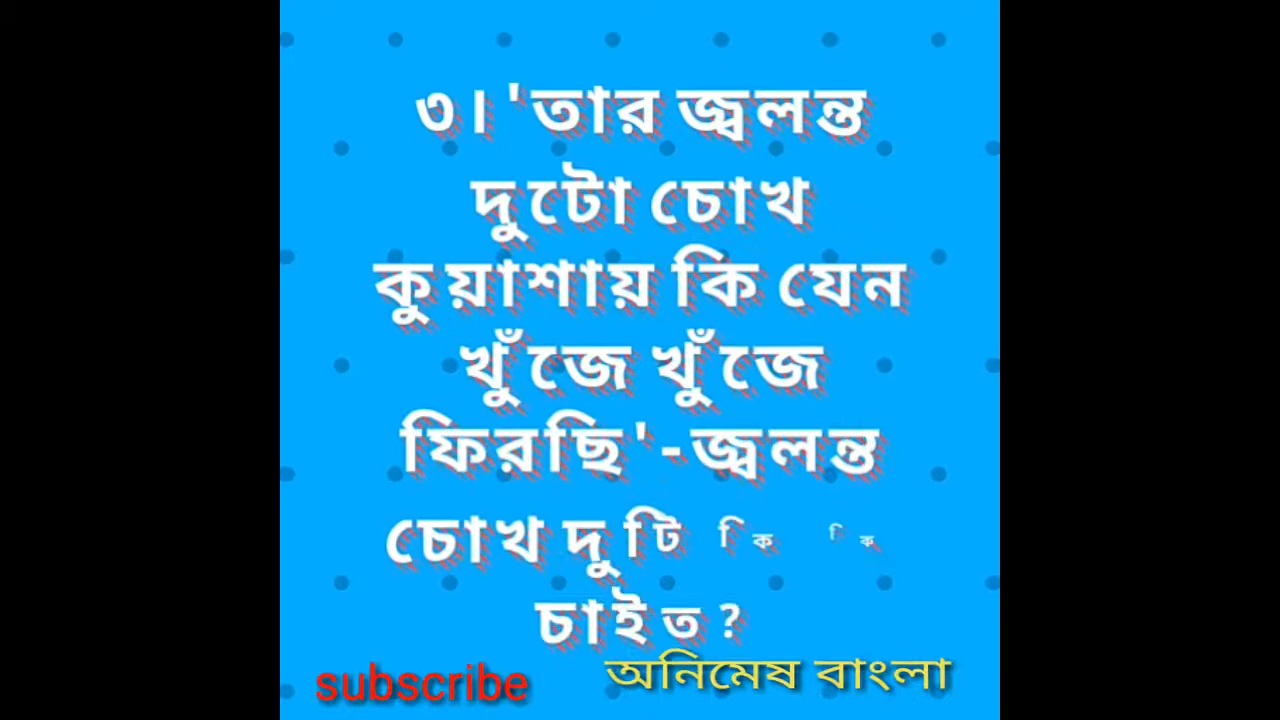 ৩। 'তার জ্বলন্ত
দুটো চোখ
কুয়াশায় কি যেন
খুঁজে খুঁজে
ফিরছি' - জ্বলন্ত
চোখ দুটি কি কি
চাইত ?
subscribe অনিমেষ বাংলা